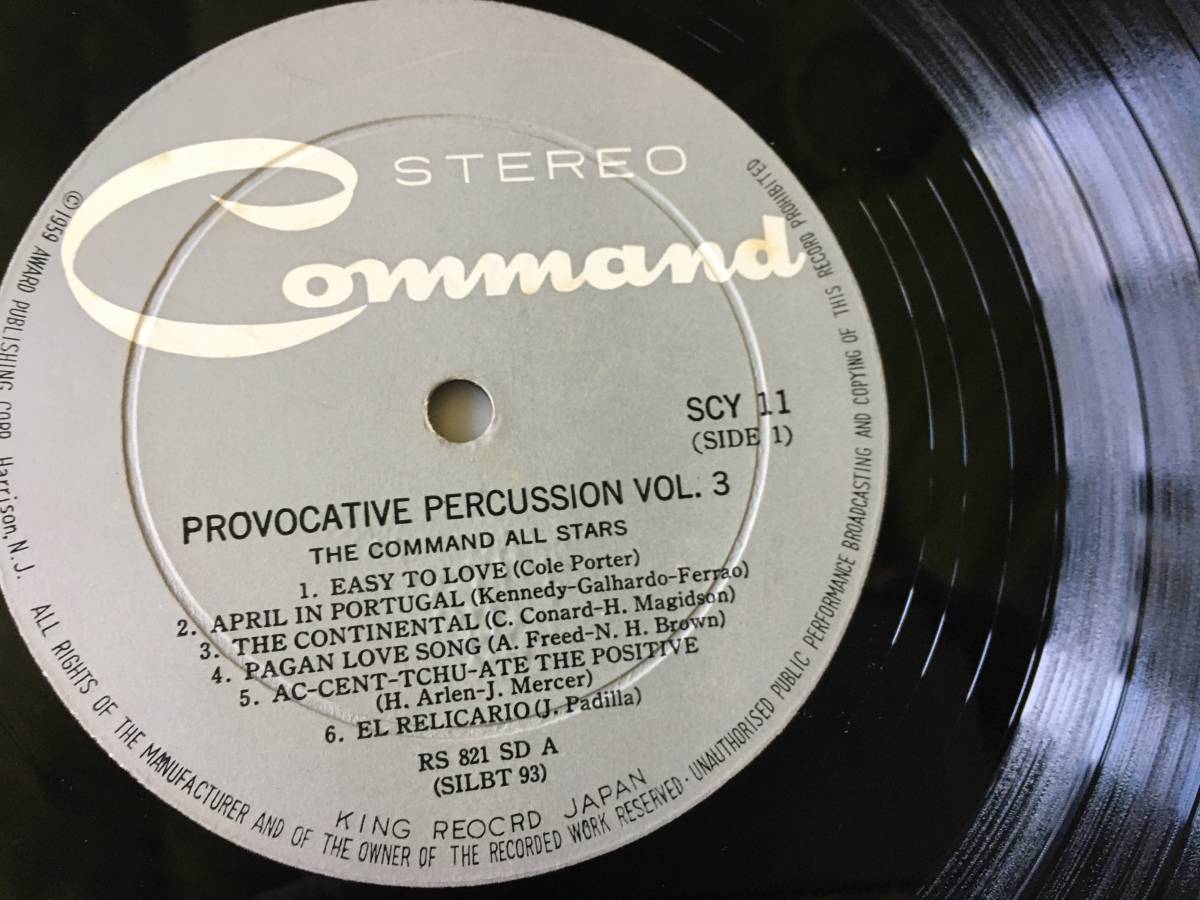 STEREO
Command
SCY 11
(SIDE 1)
PROVOCATIVE PERCUSSION VOL. 3
THE COMMAND ALL STARS
1. EASY TO LOVE (Cole Porter)
2. APRIL IN PORTUGAL (Kennedy-Galhardo-Ferrao)
3. THE CONTINENTAL (C. Conard-H. Magidson)
4. PAGAN LOVE SONG (A. Freed-N. H. Brown)
5. AC-CENT-TCHU-ATE THE POSITIVE
(H. Arlen-J. Mercer)
6. EL RELICARIO (J. Padilla)
RS 821 SD A
(SILBT 93)
KING REOCRD JAPAN
©1959 AWARD PUBLISHING CORP. Harrison, N.J.
ALL RIGHTS OF THE MANUFACTURER AND OF THE OWNER OF THE RECORDED WORK RESERVED · UNAUTHORISED PUBLIC PERFORMANCE BROADCASTING AND COPYING OF THIS RECORD PROHIBITED